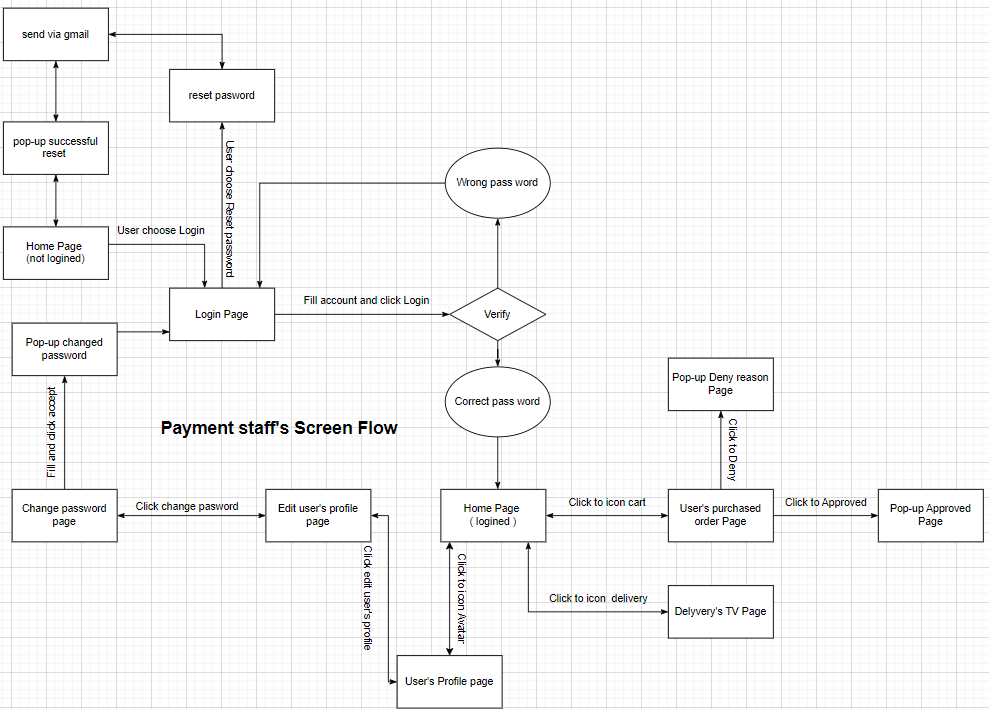 send via gmail
reset pasword
pop-up successful
reset
User choose Reset password
Wrong pass word
User choose Login
Home Page
(not logined)
Fill account and click Login
Login Page
Verify
Pop-up changed
password
Pop-up Deny reason
Page
Correct pass word
Fill and click accept
Payment staff's Screen Flow
Click to Deny
Change password
page
Click change pasword
Edit user's profile
page
Home Page
( logined )
Click to icon cart
User's purchased
order Page
Click to Approved
Pop-up Approved
Page
Click edit user's profile
Click to icon Avatar
Click to icon  delivery
Delyvery's TV Page
User's Profile page